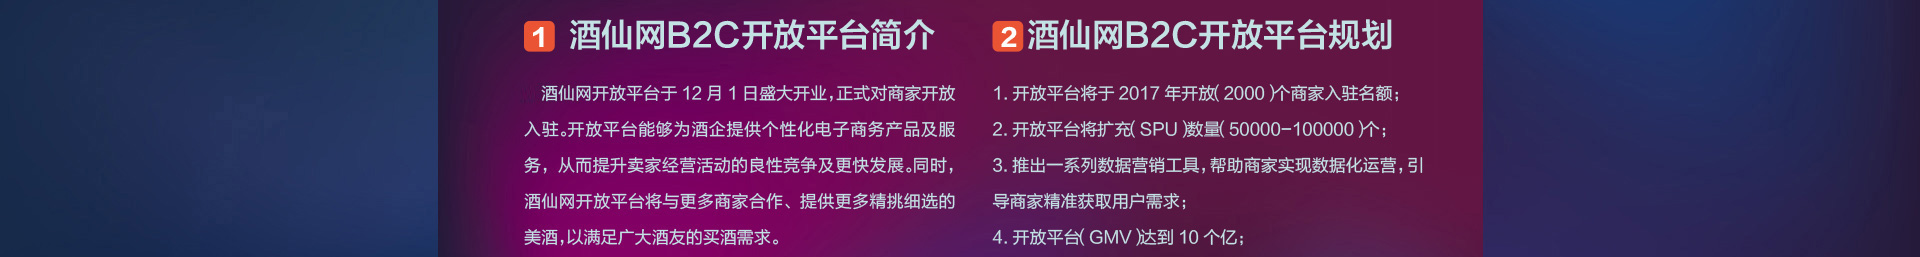 1 酒仙网B2C开放平台简介
酒仙网开放平台于 12 月 1 日盛大开业,正式对商家开放
入驻。开放平台能够为酒企提供个性化电子商务产品及服
务，从而提升卖家经营活动的良性竞争及更快发展。同时,
酒仙网开放平台将与更多商家合作、提供更多精挑细选的
美酒,以满足广大酒友的买酒需求。
2 酒仙网B2C开放平台规划
1. 开放平台将于 2017 年开放( 2000 )个商家入驻名额；
2. 开放平台将扩充( SPU )数量( 50000-100000 )个；
3. 推出一系列数据营销工具,帮助商家实现数据化运营,引
导商家精准获取用户需求；
4. 开放平台( GMV )达到 10 个亿；